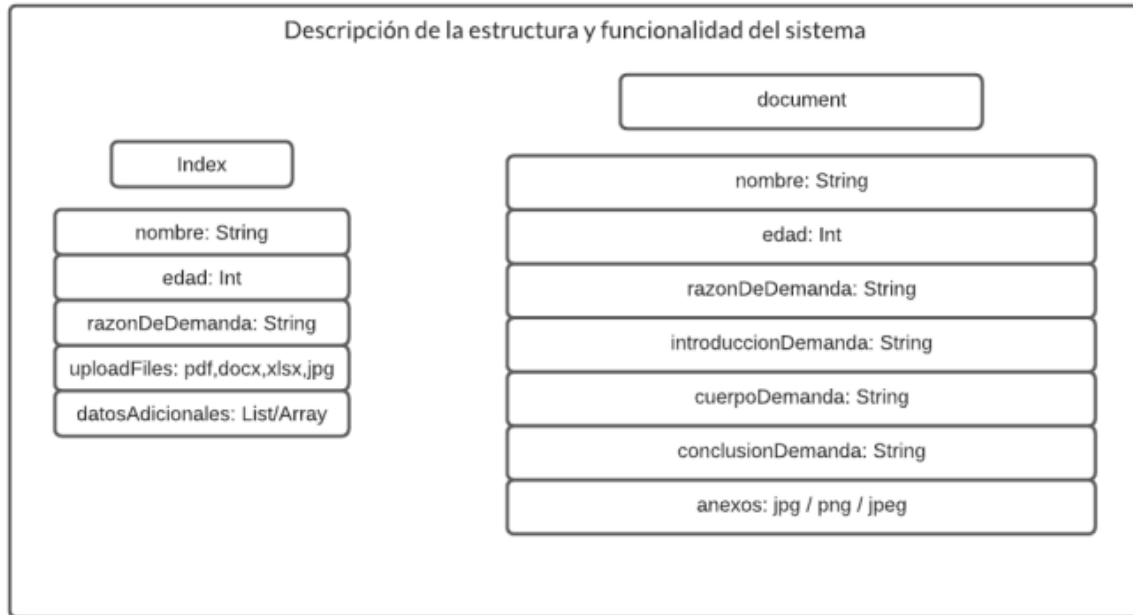 Descripción de la estructura y funcionalidad del sistema
Index
nombre: String
edad: Int
razonDeDemanda: String
uploadFiles: pdf,docx,xlsx,jpg
datosAdicionales: List/Array
document
nombre: String
edad: Int
razonDeDemanda: String
introduccionDemanda: String
cuerpoDemanda: String
conclusionDemanda: String
anexos: jpg / png / jpeg